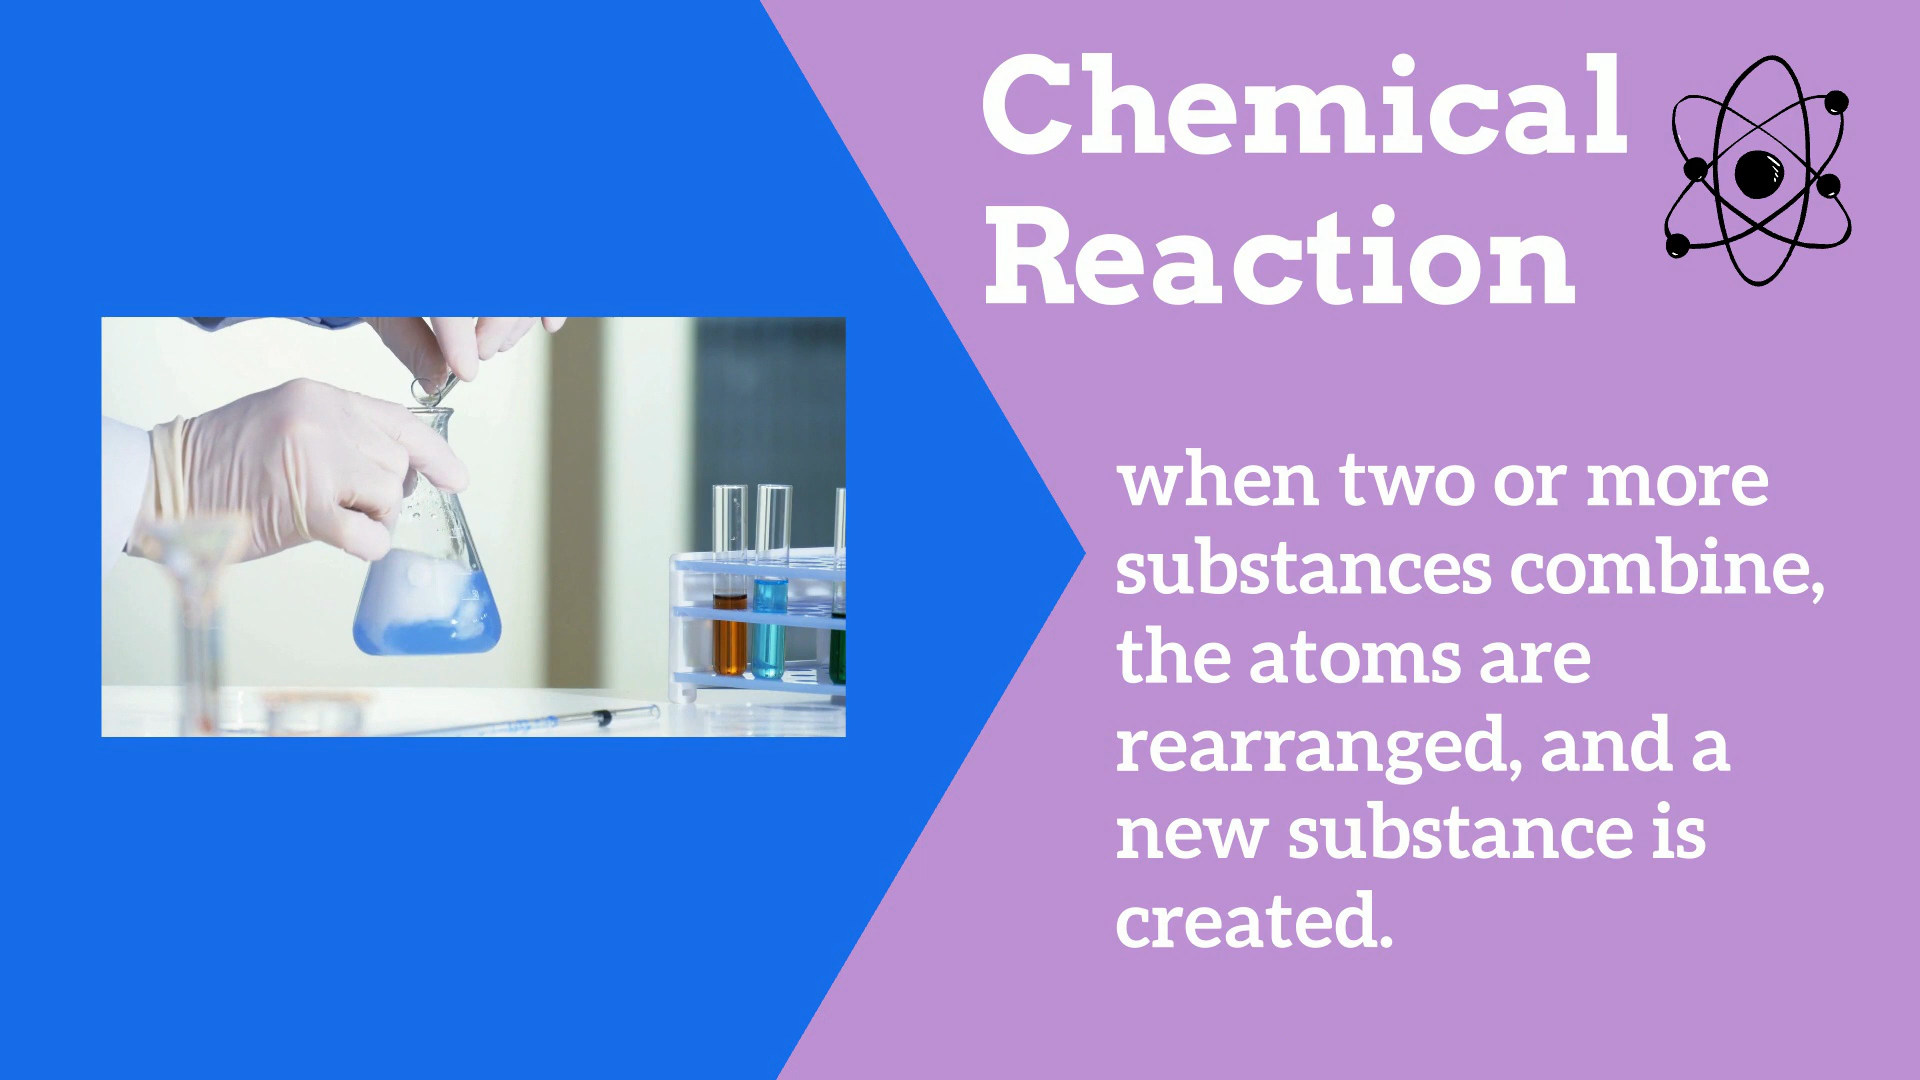 Chemical
Reaction
when two or more
substances combine,
the atoms are
rearranged, and a
new substance is
created.